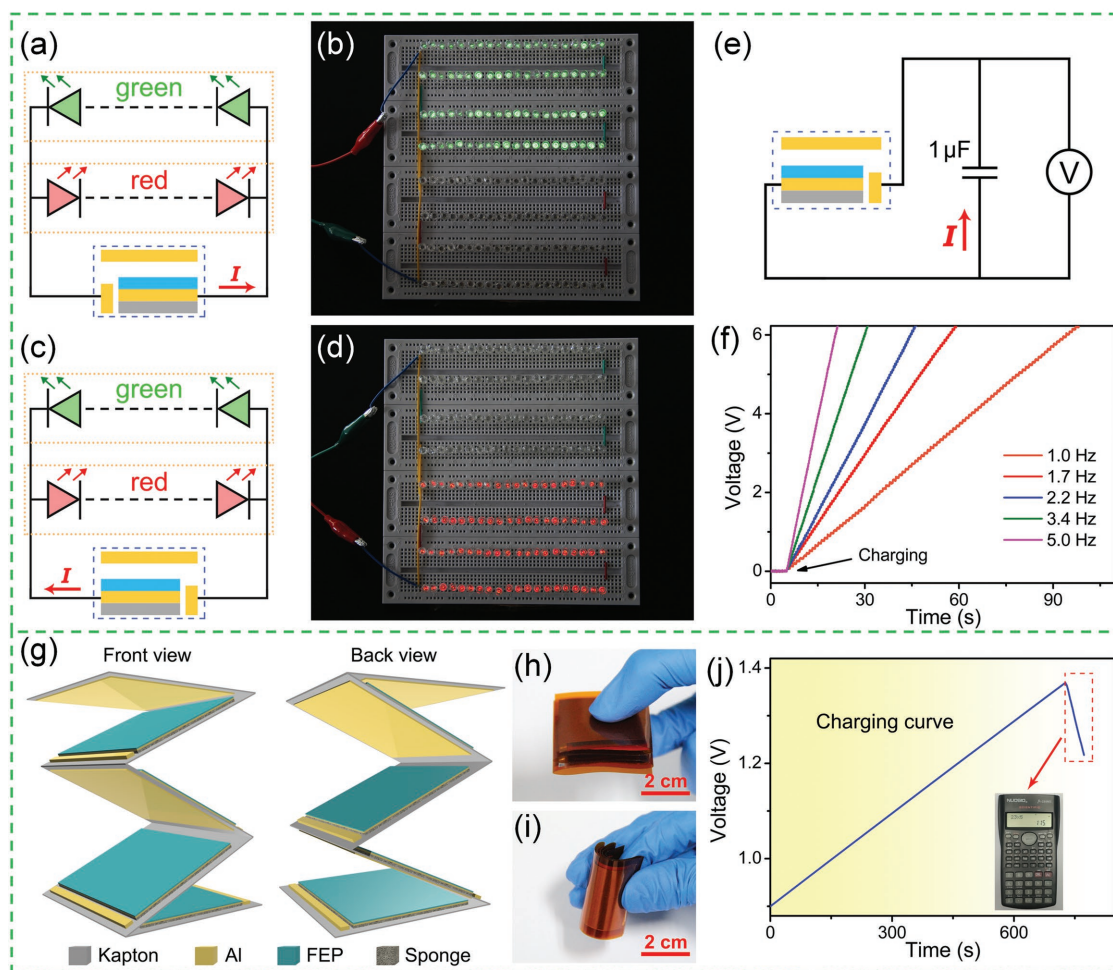 (a)
green
red
I
(b)
(c)
green
red
I
(d)
(e)
1 μF
V
I
(f)
Voltage (V)
6
4
2
0
1.0 Hz
1.7 Hz
2.2 Hz
3.4 Hz
5.0 Hz
Charging
0 30 60 90
Time (s)
(g)
Front view Back view
Kapton Al FEP Sponge
(h)
2 cm
(i)
2 cm
(j)
Voltage (V)
1.4
1.2
1.0
Charging curve
0 300 600
Time (s)